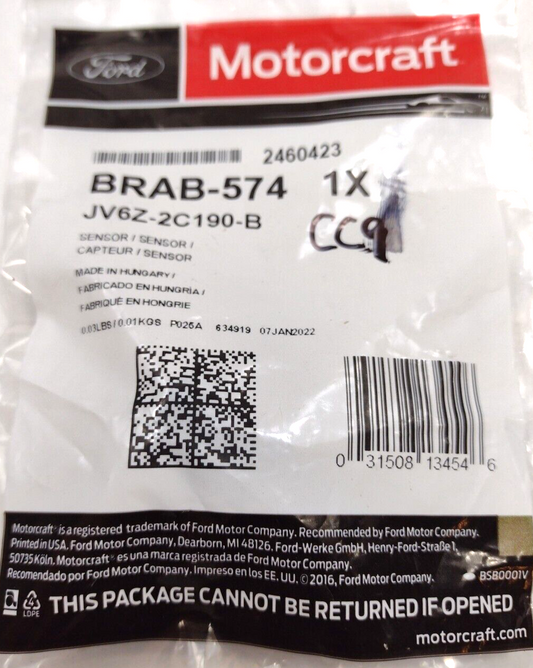 Ford
Motorcraft
2460423
BRAB-574 1X
JV6Z-2C190-B
CC9
SENSOR / SENSOR /
CAPTEUR / SENSOR
MADE IN HUNGARY /
FABRICADO EN HUNGRIA /
FABRIQUÉ EN HONGRIE
0.03LBS / 0.01KGS P025A 634919 07JAN2022
0 31508 13454 6
Motorcraft® is a registered trademark of Ford Motor Company. Recommended by Ford Motor Company.
Printed in USA. Ford Motor Company, Dearborn, MI 48126. Ford-Werke GmbH, Henry-Ford-Straße 1,
50735 Köln. Motorcraft® es una marca registrada de Ford Motor Company.
Recomendado por Ford Motor Company. Impreso en los EE. UU. © 2016, Ford Motor Company.
BSB0001V
4
LDPE
THIS PACKAGE CANNOT BE RETURNED IF OPENED
motorcraft.com